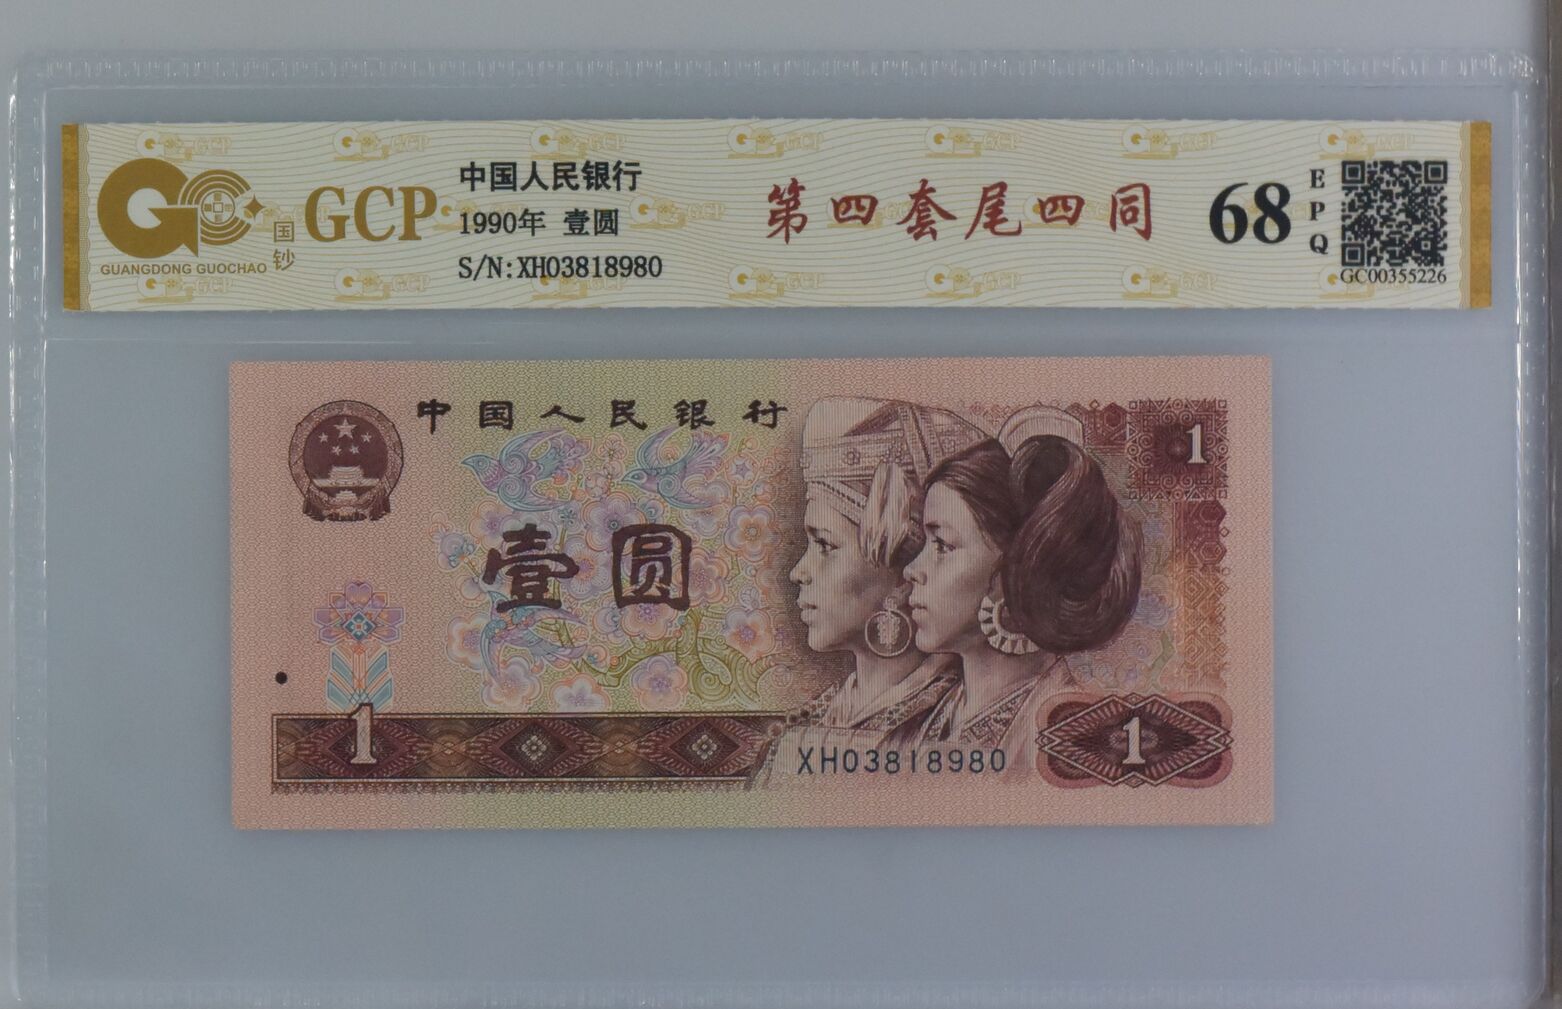 GUANGDONG GUOCHAO
国钞
GCP
中国人民银行
1990年 壹圆
S/N:XH03818980
第四套尾四同
68
EPQ
GC00355226
中国人民银行
1
壹圆
1
XH03818980
1